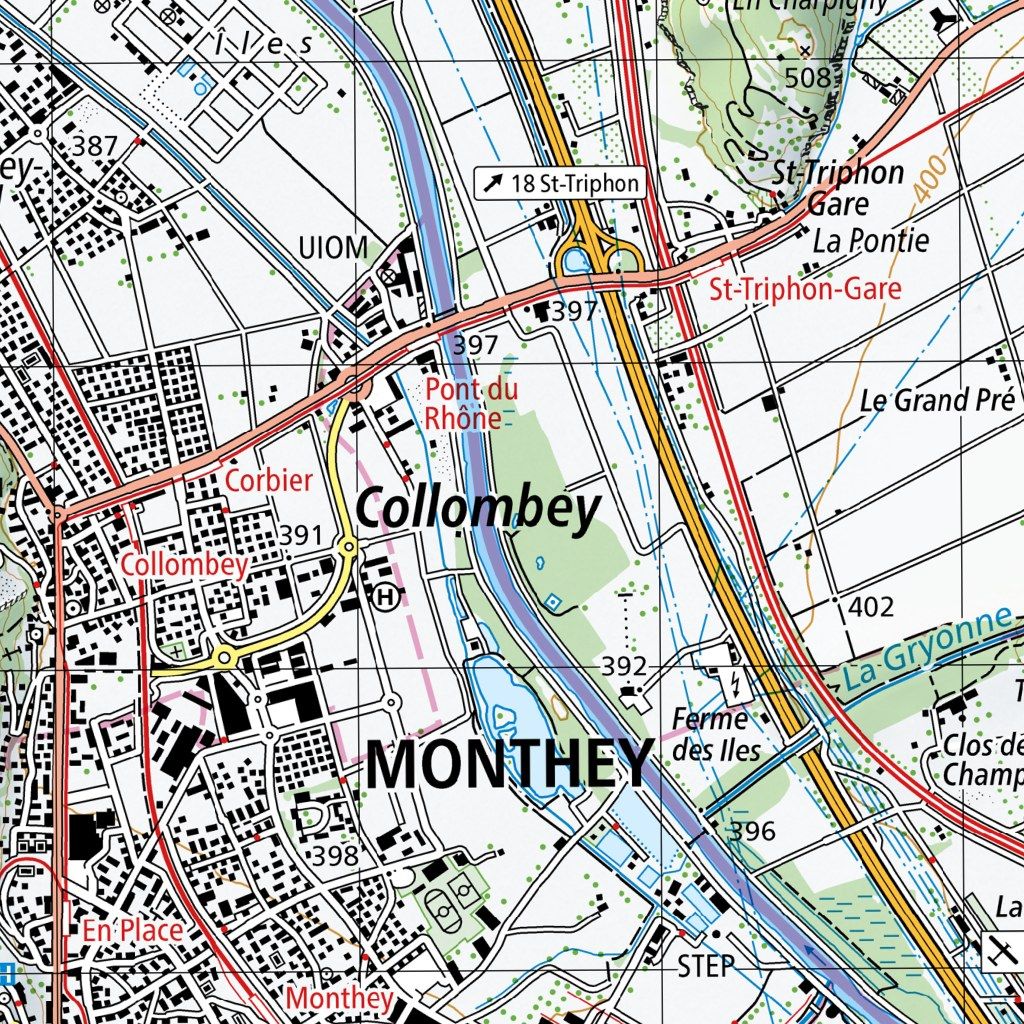 En Charpigny
Îles
508
387
ey-
St-Triphon
Gare
18 St-Triphon
400
La Pontie
UIOM
St-Triphon-Gare
397
397
Pont du
Rhône
Le Grand Pré
Corbier
Collombey
391
Collombey
H
402
La Gryonne
392
Ferme
des Iles
T
Clos de
Champ
MONTHEY
396
398
La
En Place
STEP
Monthey
H